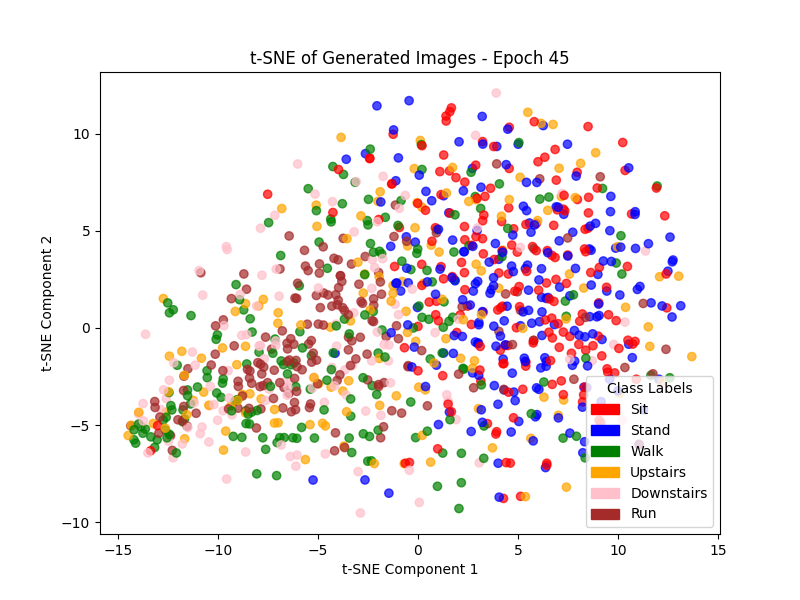 t-SNE of Generated Images - Epoch 45
t-SNE Component 2
10
5
0
−5
−10
−15
−10
−5
0
5
10
15
t-SNE Component 1
Class Labels
Sit
Stand
Walk
Upstairs
Downstairs
Run